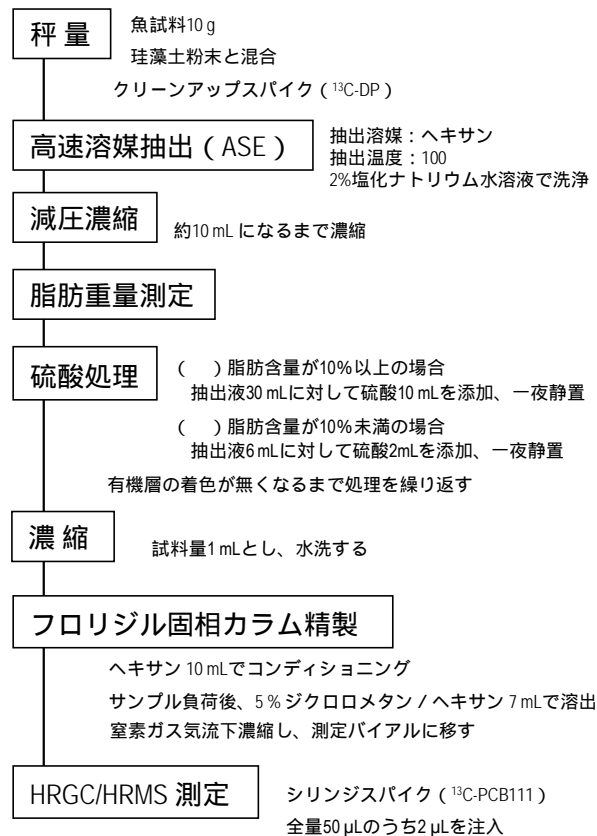 秤 量
魚試料10 g
珪藻土粉末と混合
クリーンアップスパイク（¹³C-DP）
高速溶媒抽出（ASE）
抽出溶媒：ヘキサン
抽出温度：100
2%塩化ナトリウム水溶液で洗浄
減圧濃縮
約10 mL になるまで濃縮
脂肪重量測定
硫酸処理
（　）脂肪含量が10%以上の場合
抽出液30 mLに対して硫酸10 mLを添加、一夜静置
（　）脂肪含量が10%未満の場合
抽出液6 mLに対して硫酸2mLを添加、一夜静置
有機層の着色が無くなるまで処理を繰り返す
濃 縮
試料量1 mLとし、水洗する
フロリジル固相カラム精製
ヘキサン 10 mLでコンディショニング
サンプル負荷後、5 % ジクロロメタン / ヘキサン 7 mLで溶出
窒素ガス気流下濃縮し、測定バイアルに移す
HRGC/HRMS 測定
シリンジスパイク（¹³C-PCB111）
全量50 μLのうち2 μLを注入